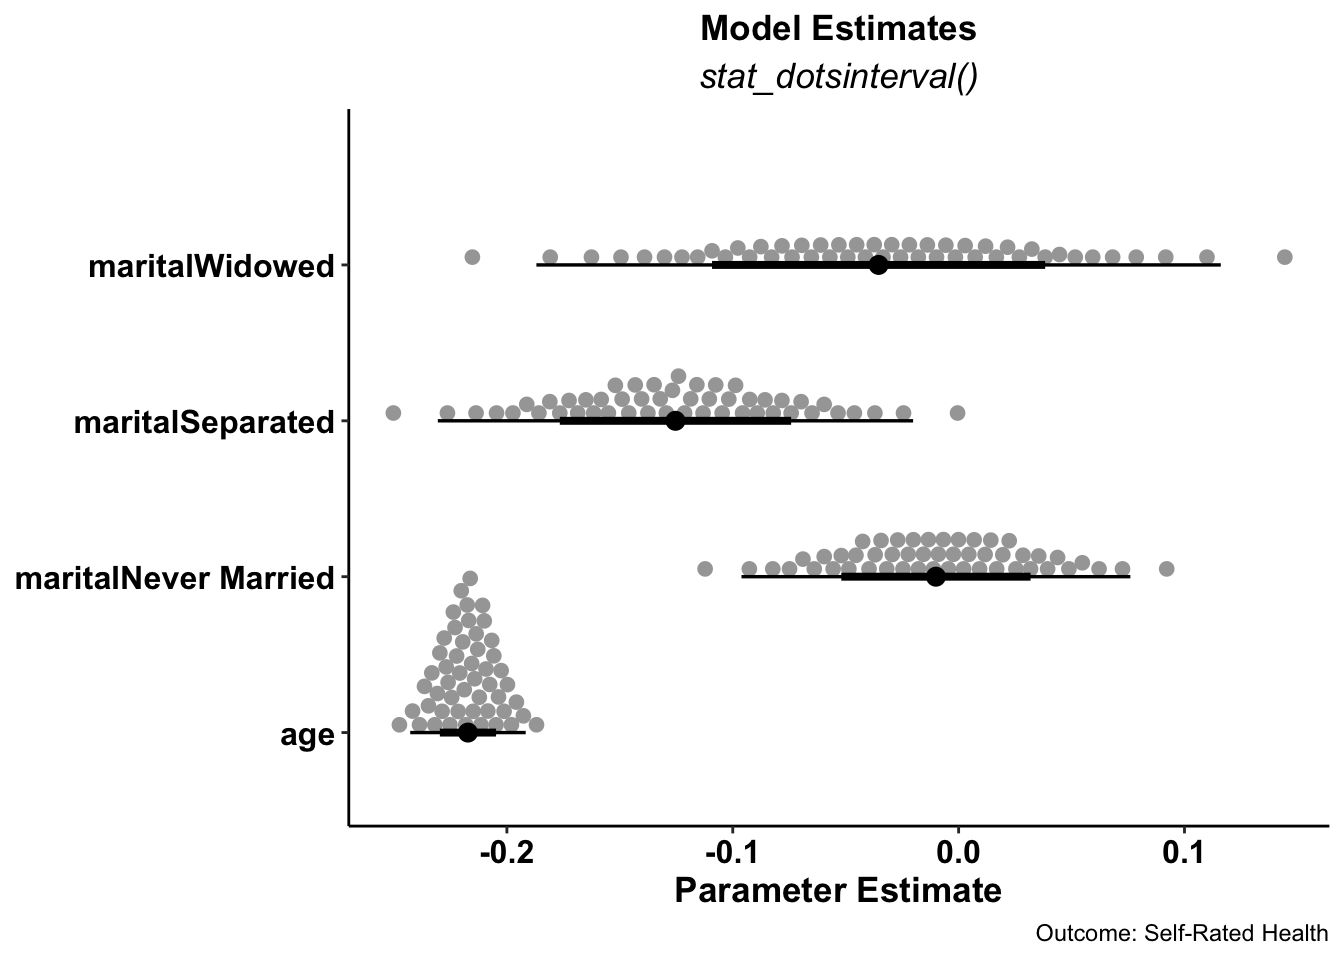 Model Estimates
stat_dotsinterval()
maritalWidowed
maritalSeparated
maritalNever Married
age
-0.2 -0.1 0.0 0.1
Parameter Estimate
Outcome: Self-Rated Health